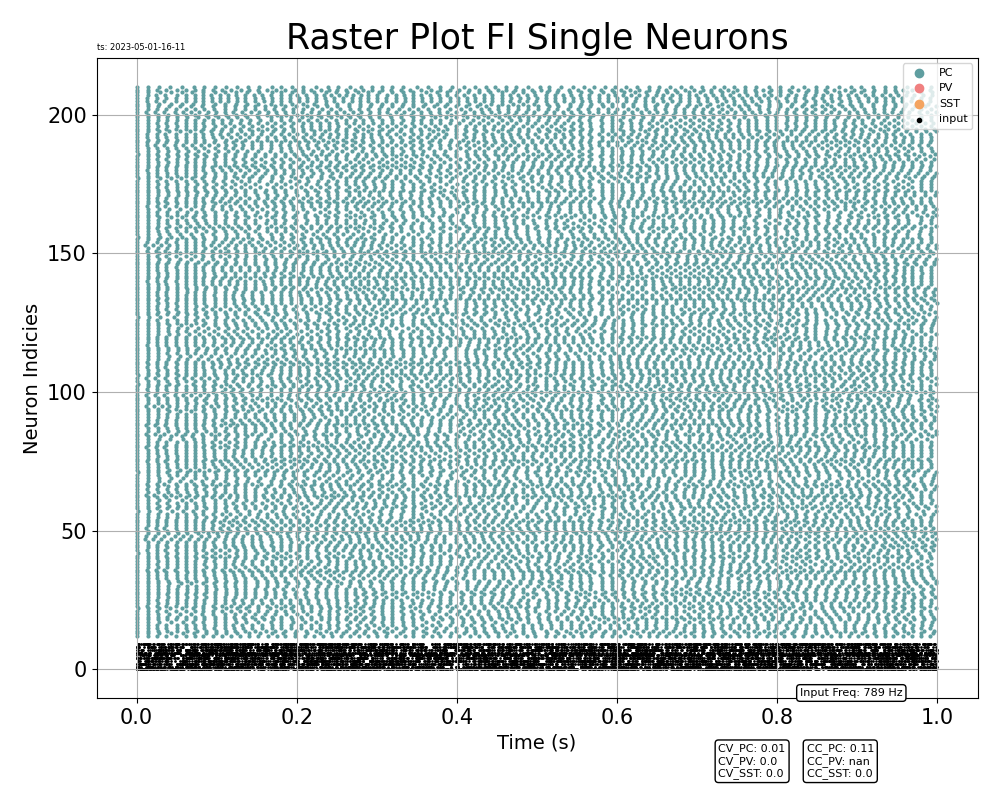 Raster Plot FI Single Neurons
ts: 2023-05-01-16-11
PC
PV
SST
input
200
150
100
50
0
Neuron Indicies
Input Freq: 789 Hz
0.0 0.2 0.4 0.6 0.8 1.0
Time (s)
CV_PC: 0.01
CV_PV: 0.0
CV_SST: 0.0
CC_PC: 0.11
CC_PV: nan
CC_SST: 0.0